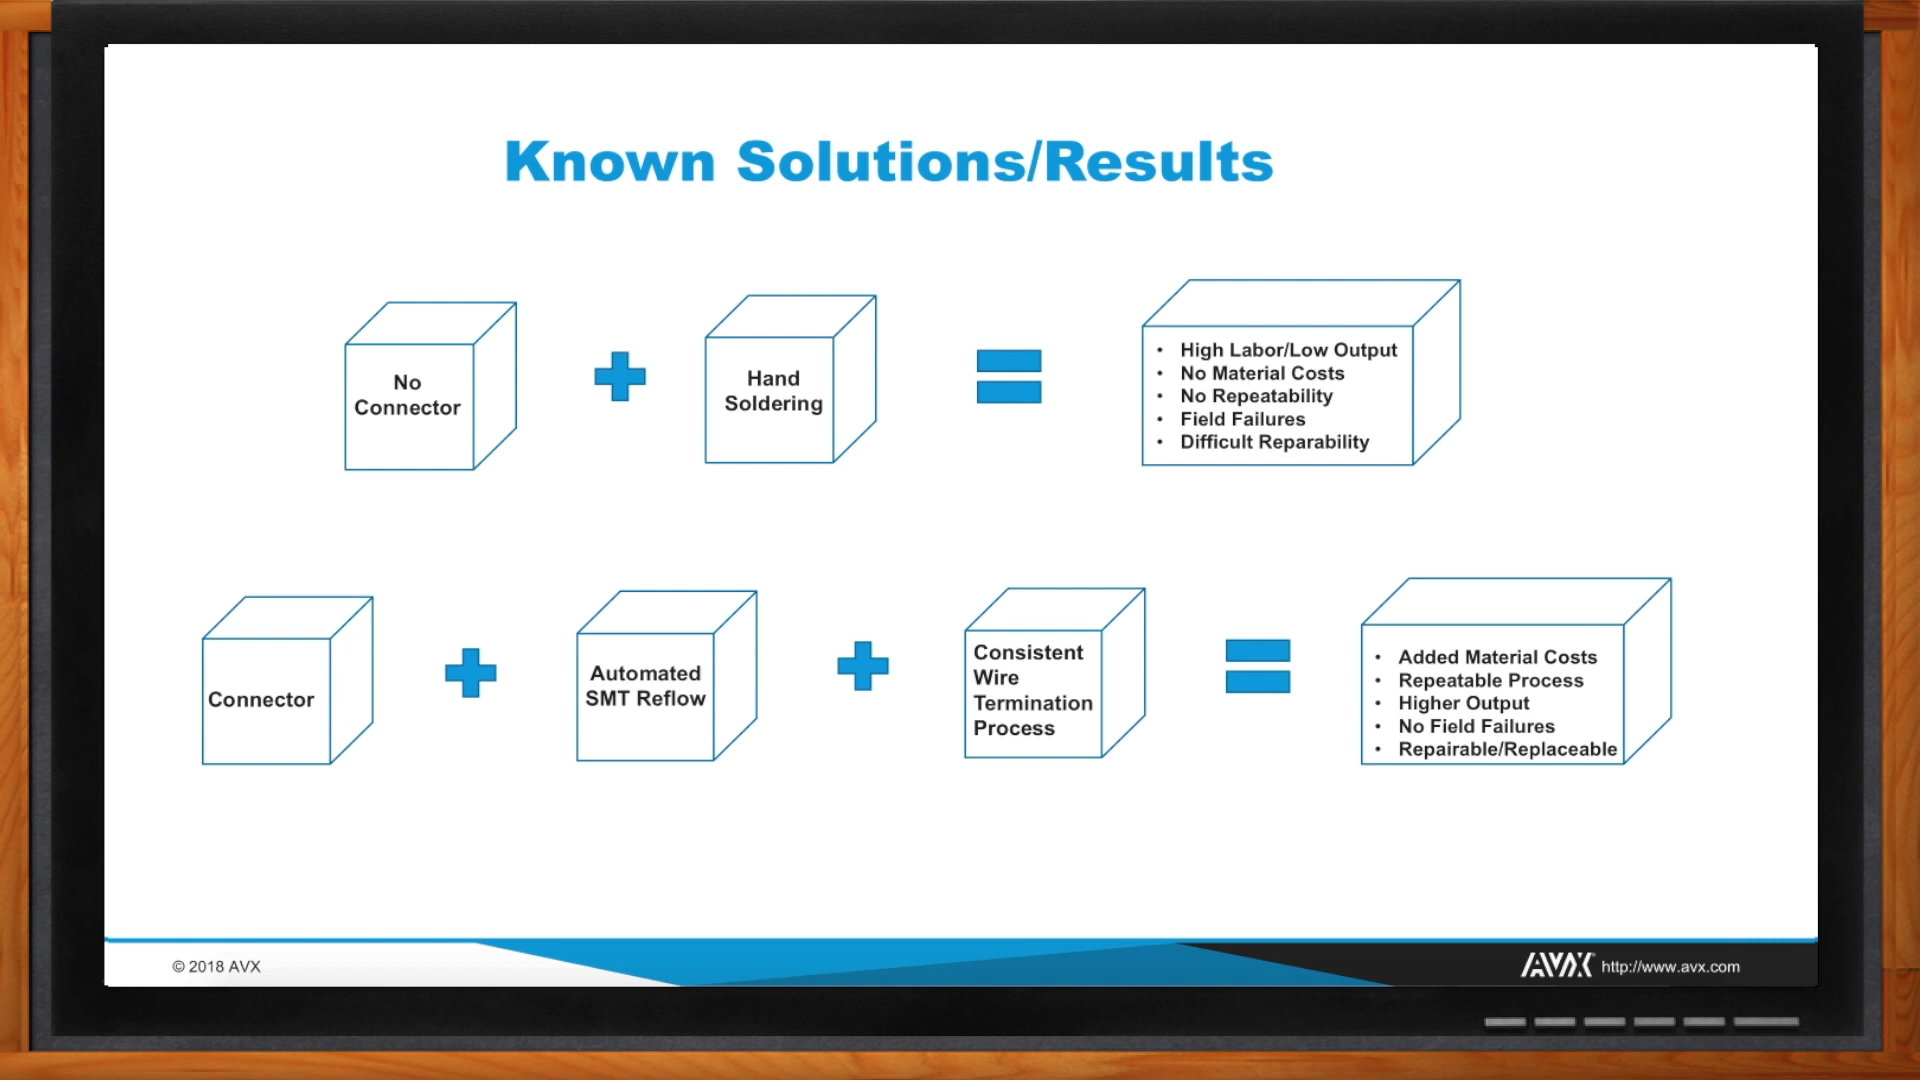 Known Solutions/Results
No
Connector
Hand
Soldering
• High Labor/Low Output
• No Material Costs
• No Repeatability
• Field Failures
• Difficult Reparability
Connector
Automated
SMT Reflow
Consistent
Wire
Termination
Process
• Added Material Costs
• Repeatable Process
• Higher Output
• No Field Failures
• Repairable/Replaceable
© 2018 AVX
AVX http://www.avx.com